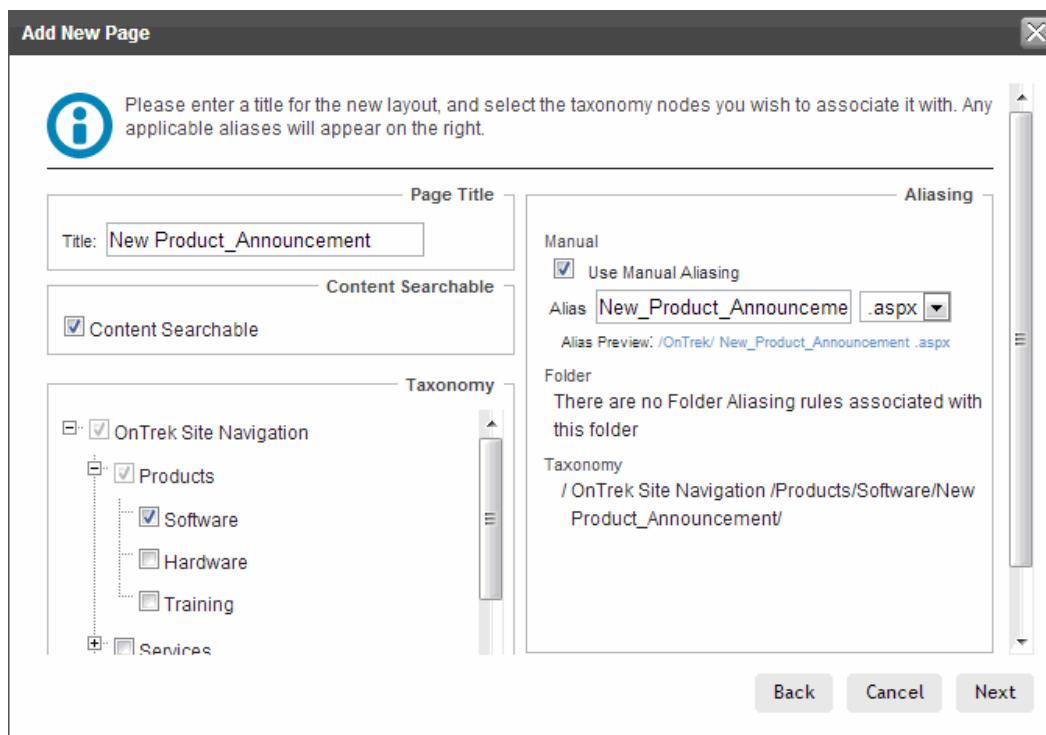 Add New Page
Please enter a title for the new layout, and select the taxonomy nodes you wish to associate it with. Any
applicable aliases will appear on the right.
Page Title
Title: New Product_Announcement
Content Searchable
Content Searchable
Taxonomy
OnTrek Site Navigation
Products
Software
Hardware
Training
Services
Aliasing
Manual
Use Manual Aliasing
Alias New_Product_Announceme .aspx
Alias Preview: /OnTrek/ New_Product_Announcement .aspx
Folder
There are no Folder Aliasing rules associated with
this folder
Taxonomy
/ OnTrek Site Navigation /Products/Software/New
Product_Announcement/
Back Cancel Next